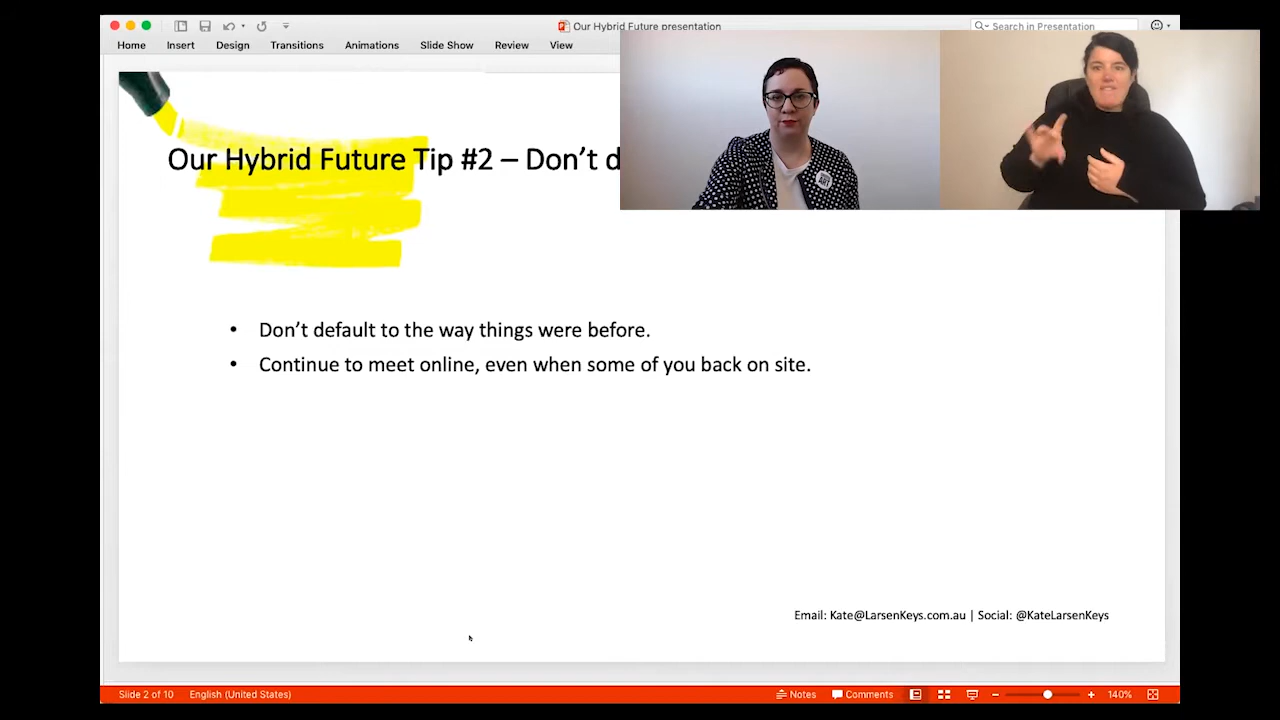 Our Hybrid Future presentation
Search in Presentation
Home Insert Design Transitions Animations Slide Show Review View
Our Hybrid Future Tip #2 – Don’t d
• Don’t default to the way things were before.
• Continue to meet online, even when some of you back on site.
Email: Kate@LarsenKeys.com.au | Social: @KateLarsenKeys
Slide 2 of 10 English (United States) Notes Comments 140%